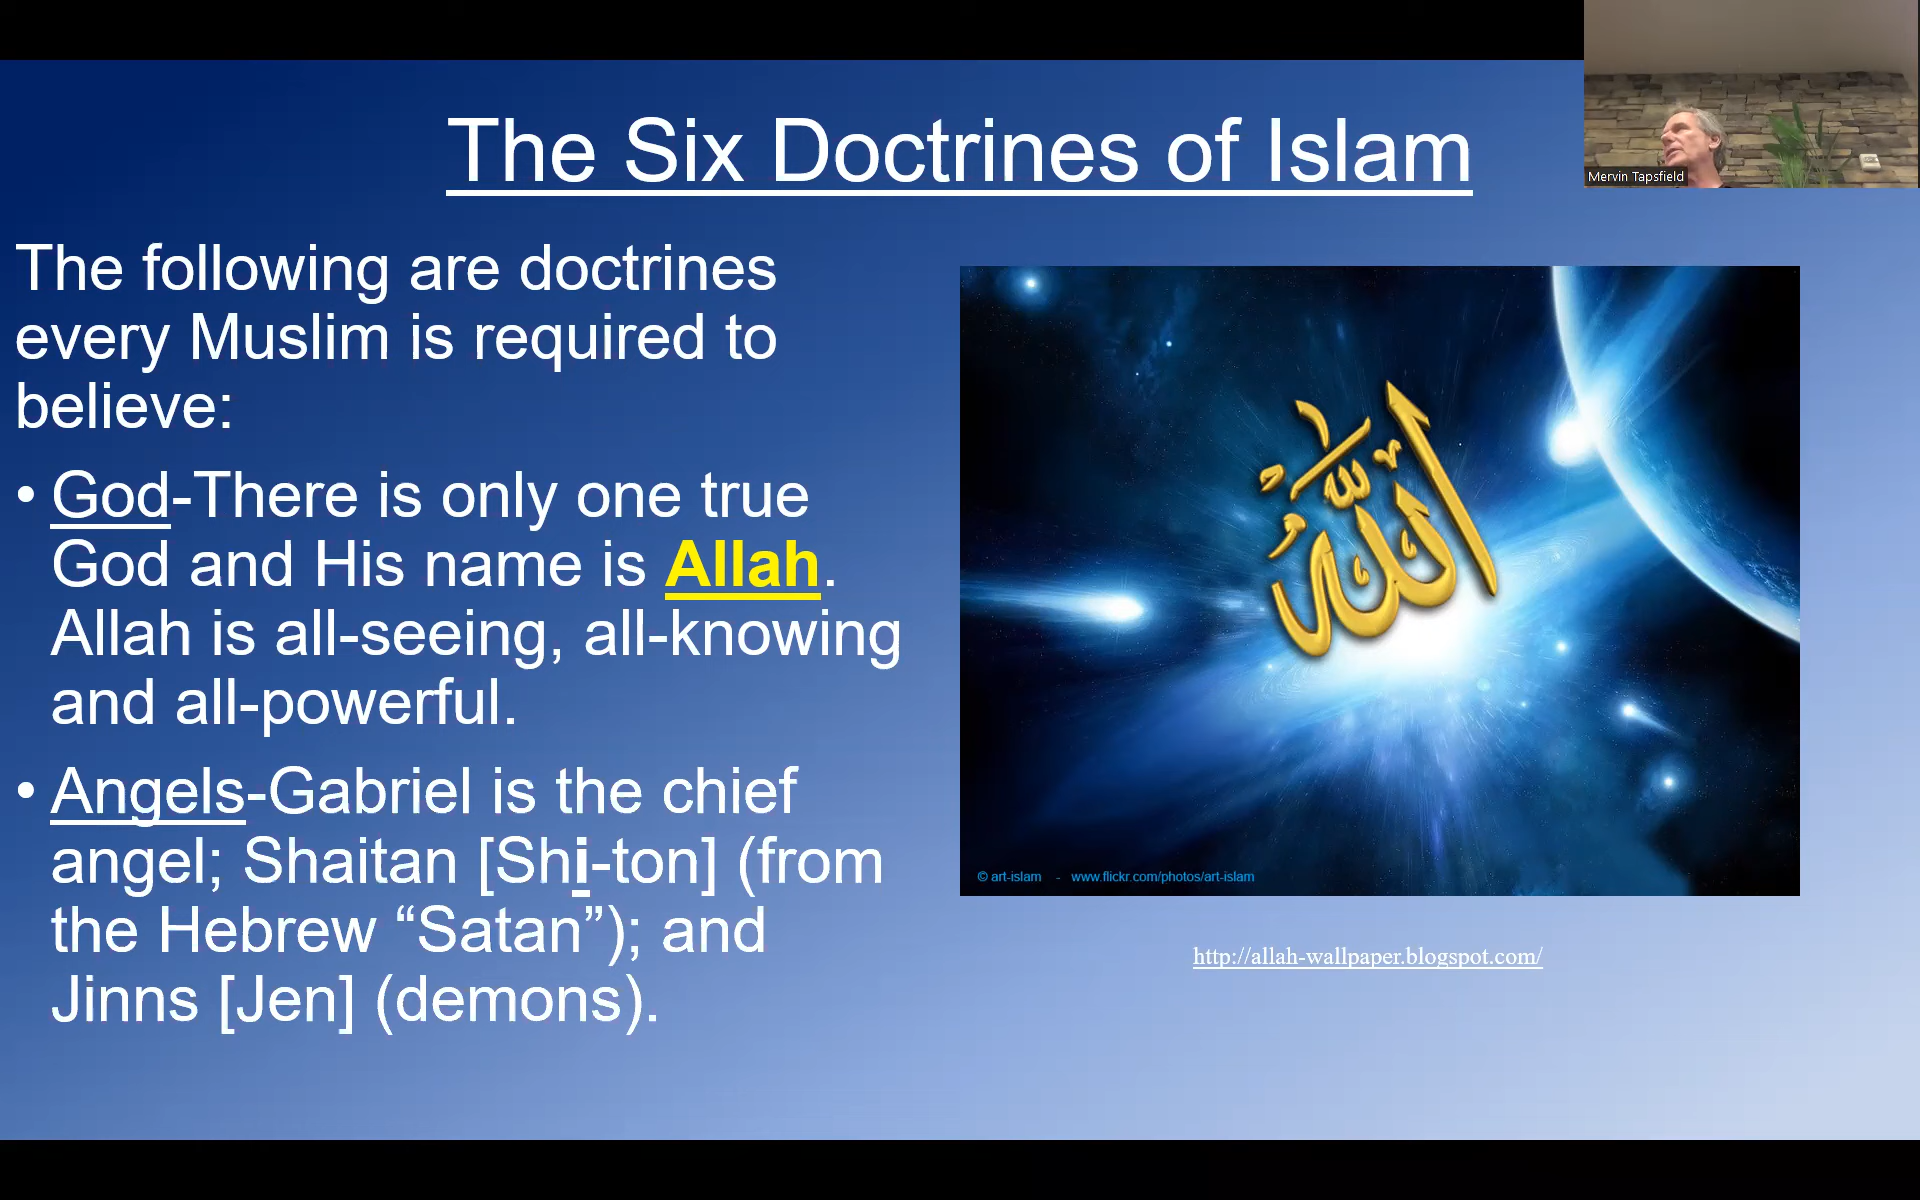 The Six Doctrines of Islam
Mervin Tapsfield
The following are doctrines
every Muslim is required to
believe:
• God-There is only one true
God and His name is Allah.
Allah is all-seeing, all-knowing
and all-powerful.
• Angels-Gabriel is the chief
angel; Shaitan [Shi-ton] (from
the Hebrew “Satan”); and
Jinns [Jen] (demons).
الله
© art-islam - www.flickr.com/photos/art-islam
http://allah-wallpaper.blogspot.com/